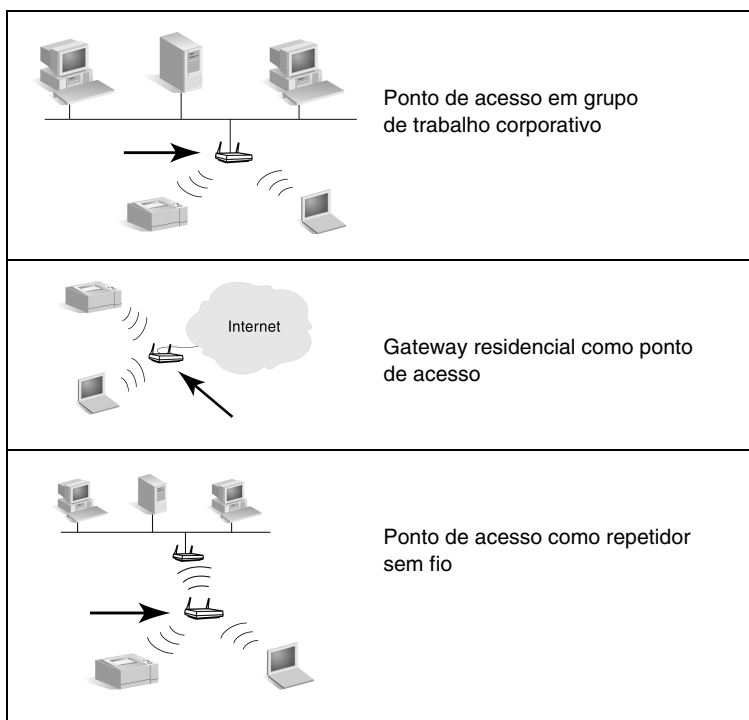 Ponto de acesso em grupo
de trabalho corporativo
Internet
Gateway residencial como ponto
de acesso
Ponto de acesso como repetidor
sem fio